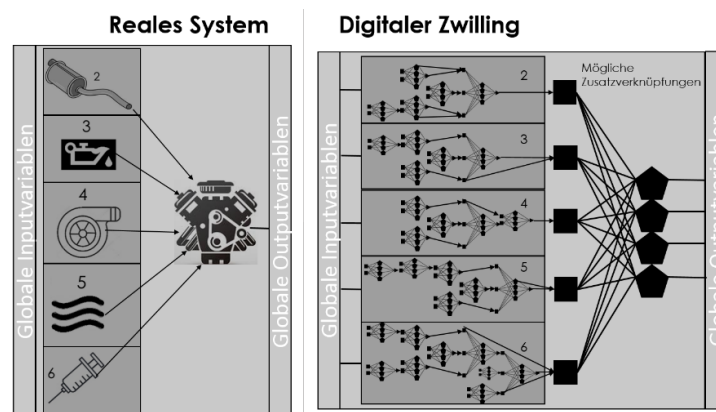 Reales System
Globale Inputvariablen
2
3
4
5
6
Globale Outputvariablen
Digitaler Zwilling
Globale Inputvariablen
2
3
4
5
6
Mögliche
Zusatzverknüpfungen
Globale Outputvariablen